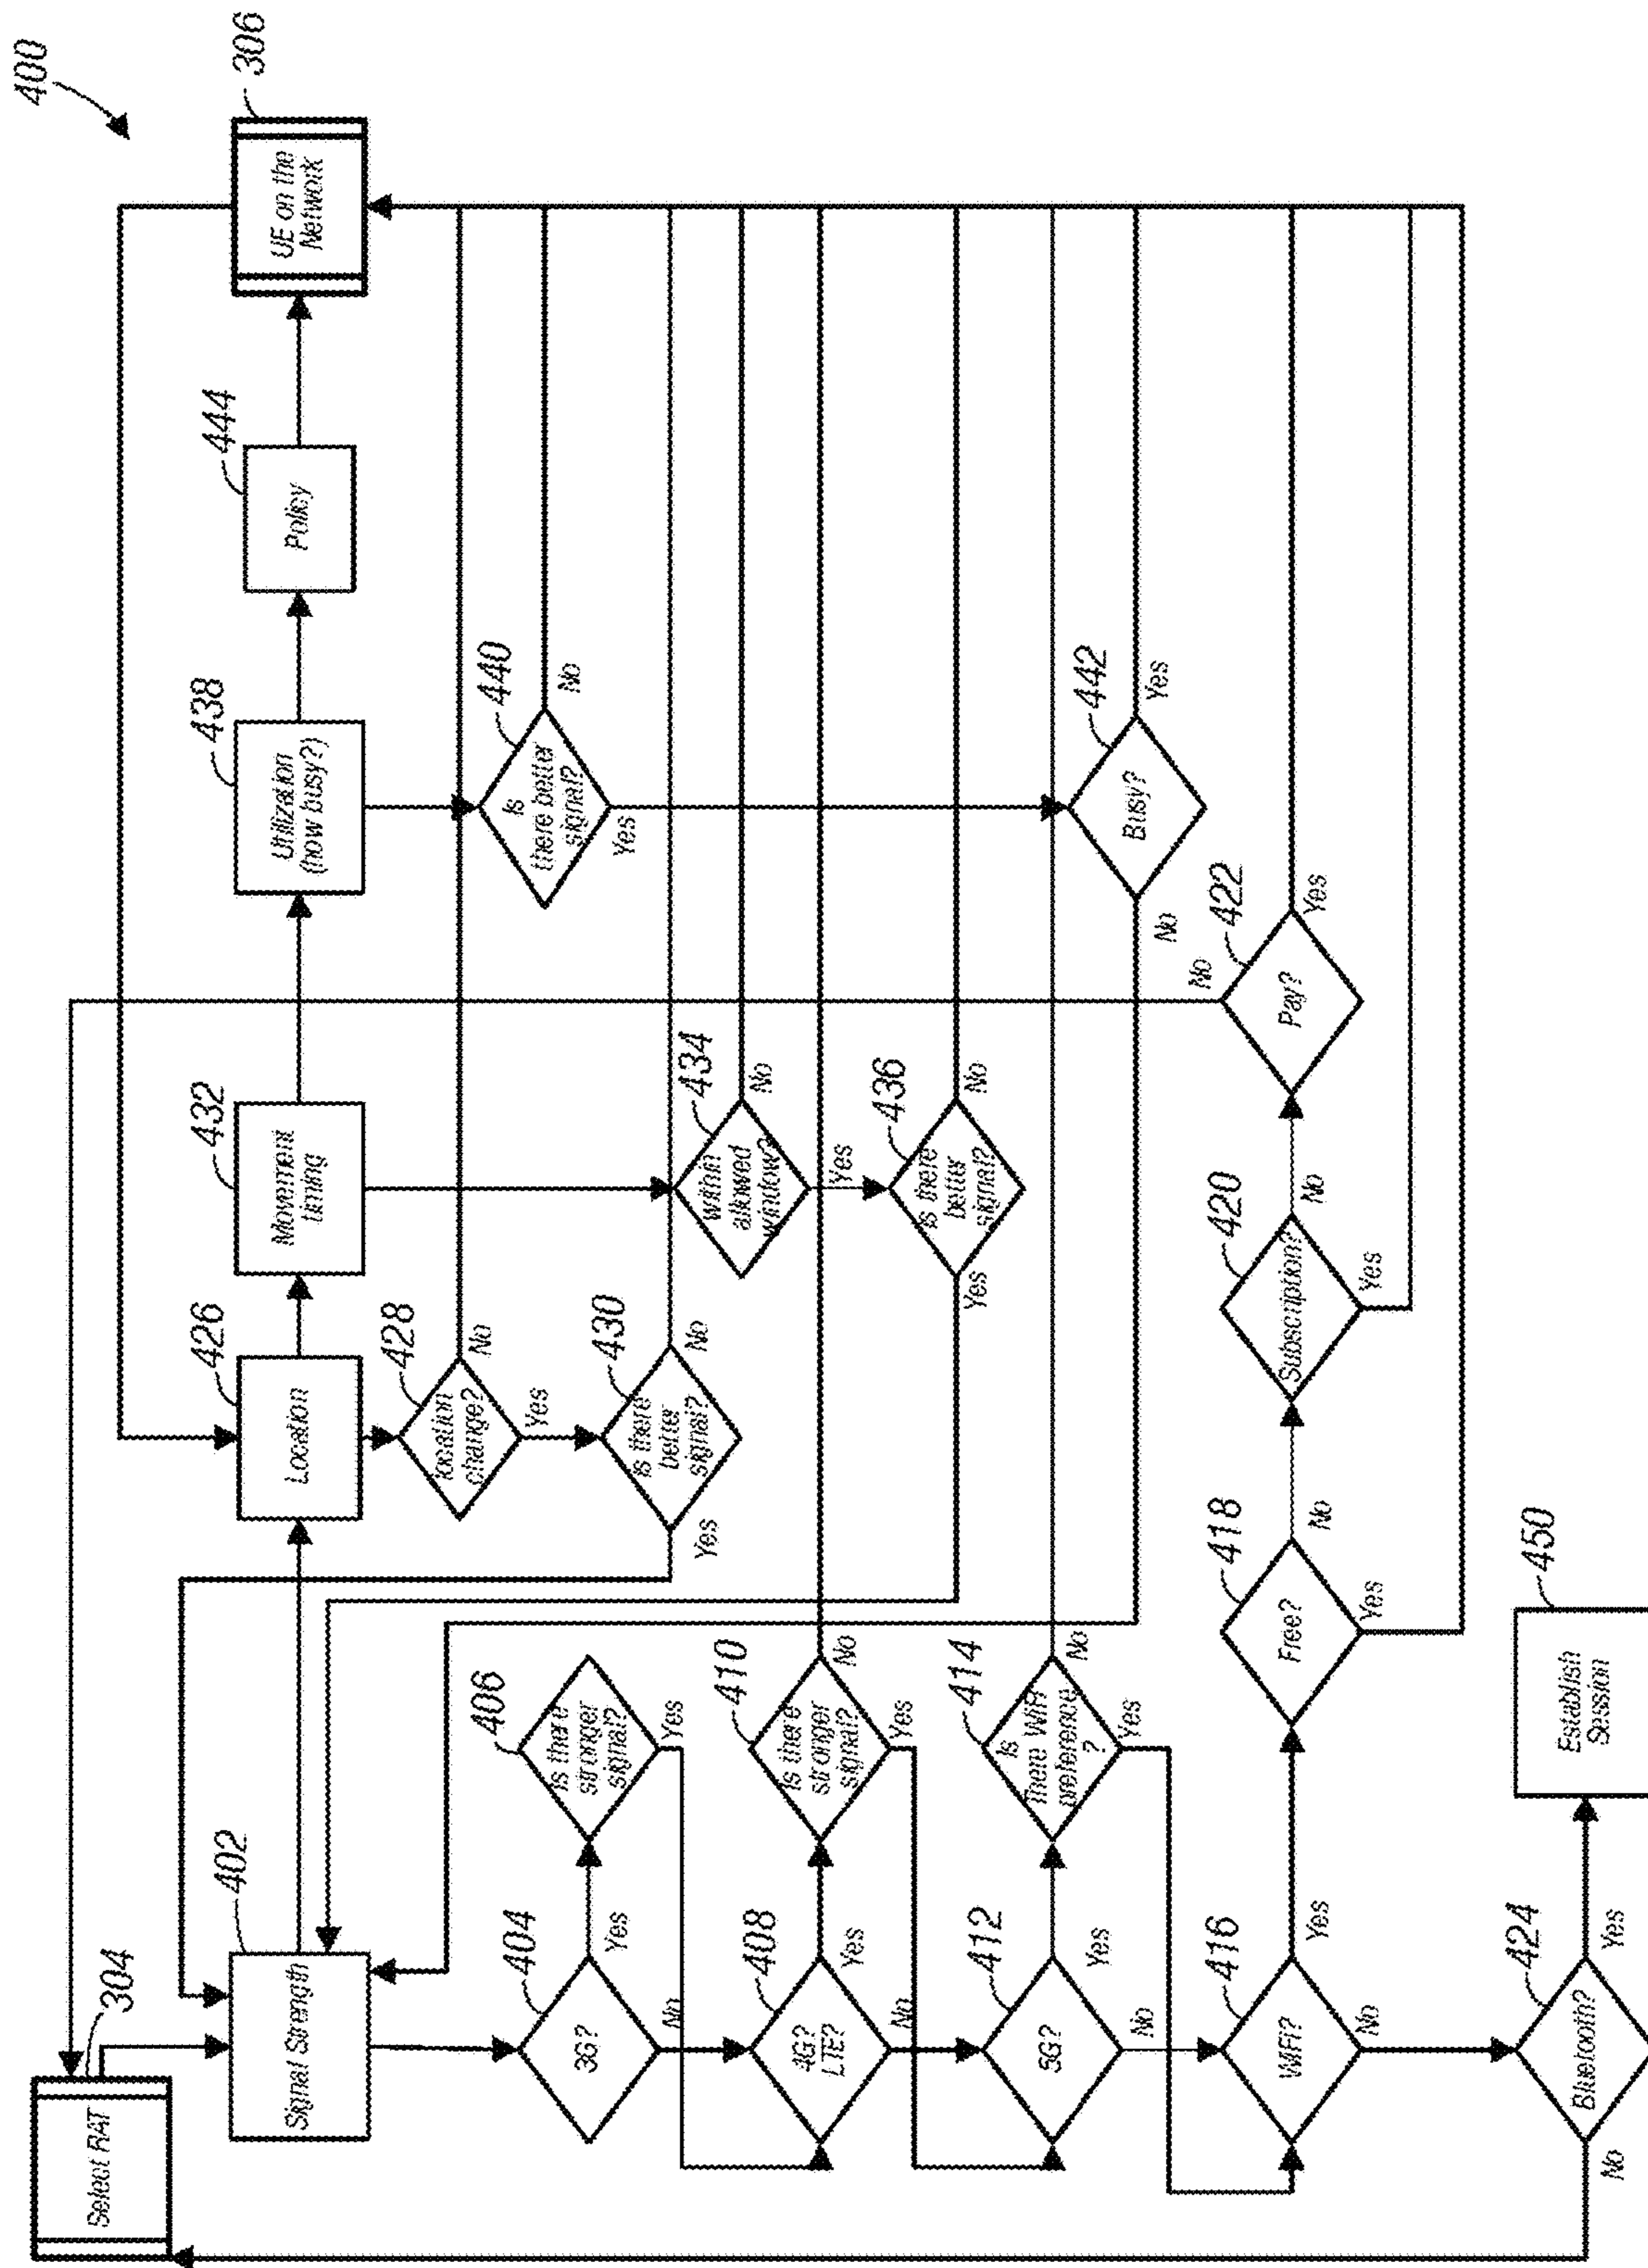 400
304
Select RAT
402
Signal Strength
426
Location
432
Movement
timing
438
Utilization
(how busy?)
444
Policy
306
UE on the
Network
428
location
change?
No
Yes
430
Is there
better
signal?
No
Yes
434
within
allowed
window?
No
Yes
436
Is there
better
signal?
No
Yes
440
Is
there better
signal?
No
Yes
442
Busy?
Yes
No
404
3G?
Yes
No
406
Is there
stronger
signal?
Yes
408
4G?
LTE?
Yes
No
410
Is there
stronger
signal?
No
Yes
412
5G?
Yes
No
414
Is
there WiFi
preference
?
No
Yes
416
WiFi?
Yes
No
418
Free?
No
Yes
420
Subscription?
No
Yes
422
Pay?
No
Yes
424
Bluetooth?
Yes
No
450
Establish
Session